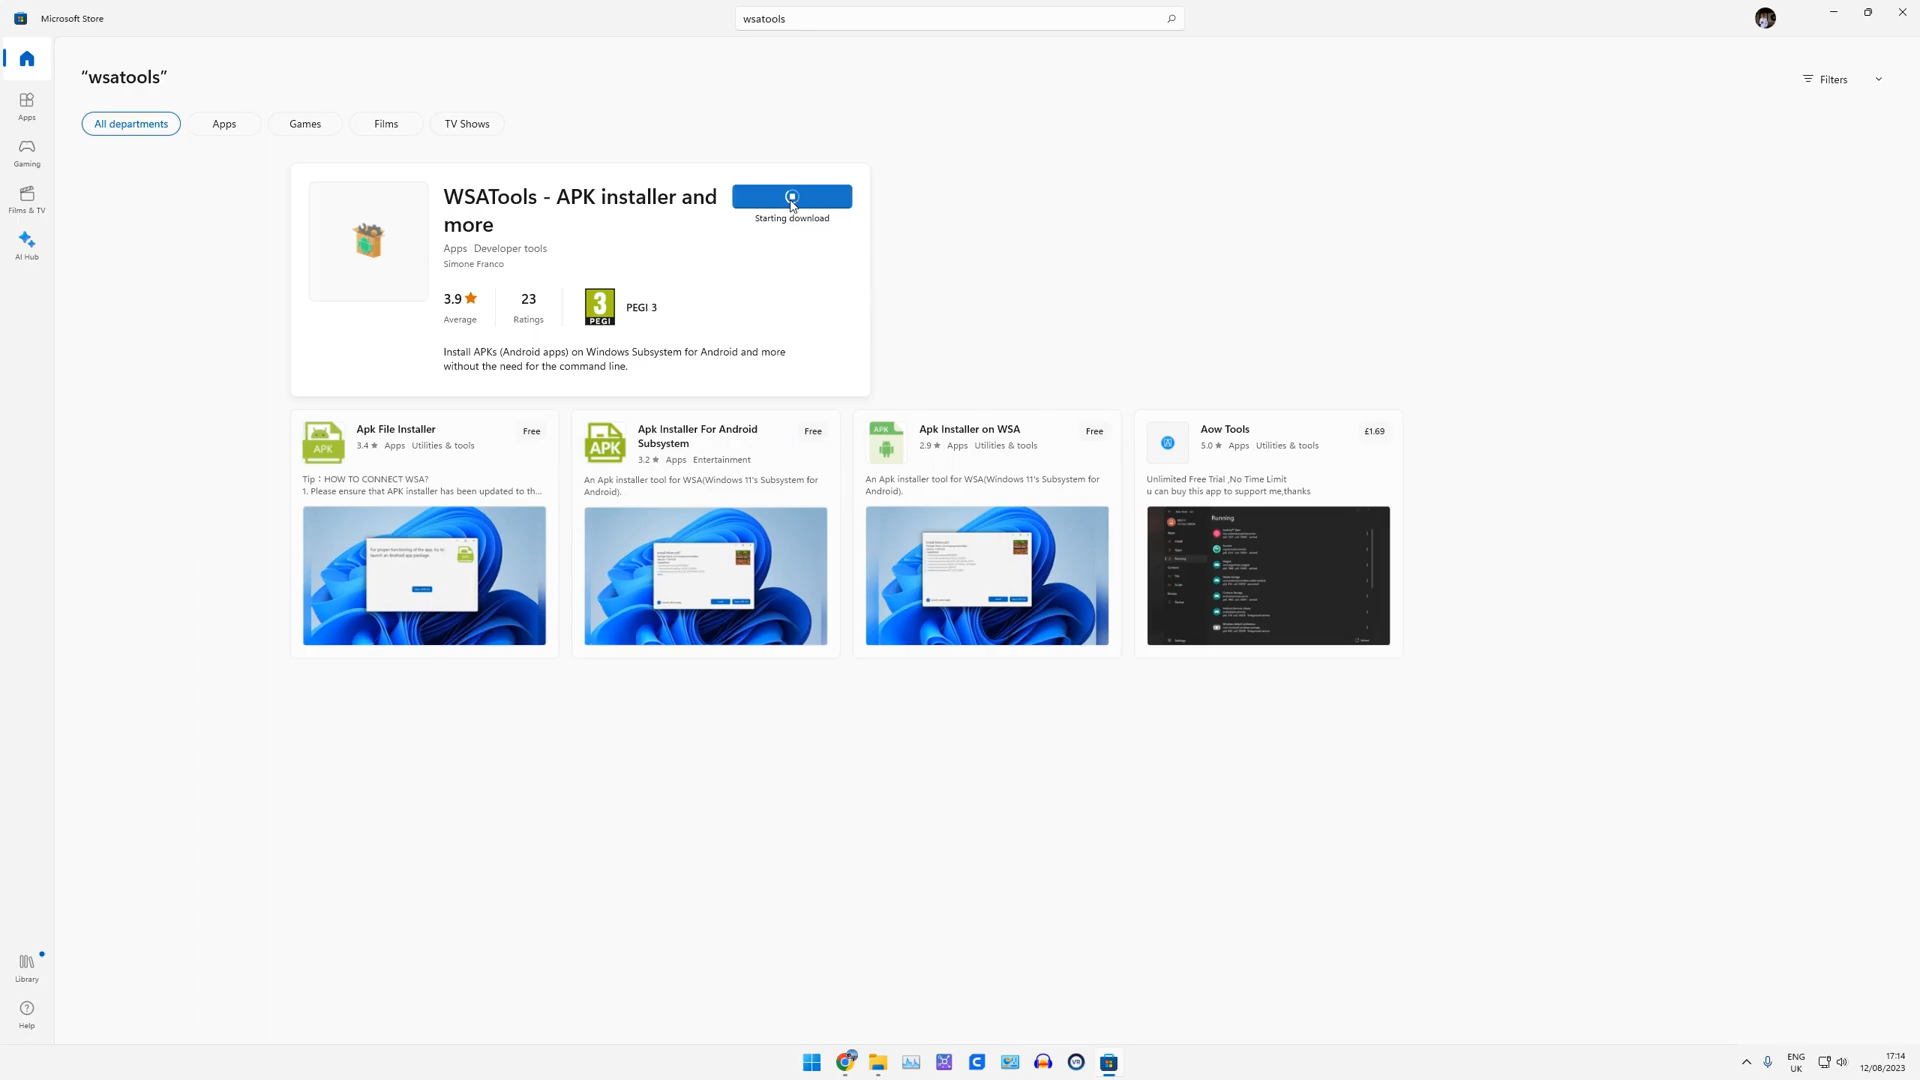 Microsoft Store
wsatools
“wsatools”
Filters
All departments
Apps
Games
Films
TV Shows
Apps
Gaming
Films & TV
AI Hub
Library
Help
WSATools - APK installer and
more
Starting download
Apps Developer tools
Simone Franco
3.9
Average
23
Ratings
3
PEGI
PEGI 3
Install APKs (Android apps) on Windows Subsystem for Android and more
without the need for the command line.
APK
Apk File Installer
Free
3.4 ★ Apps Utilities & tools
Tip：HOW TO CONNECT WSA?
1. Please ensure that APK installer has been updated to th...
APK
Apk Installer For Android
Subsystem
Free
3.2 ★ Apps Entertainment
An Apk installer tool for WSA(Windows 11's Subsystem for
Android).
APK
Apk Installer on WSA
Free
2.9 ★ Apps Utilities & tools
An Apk installer tool for WSA(Windows 11's Subsystem for
Android).
Aow Tools
£1.69
5.0 ★ Apps Utilities & tools
Unlimited Free Trial ,No Time Limit
u can buy this app to support me,thanks
Running
ENG
UK
17:14
12/08/2023